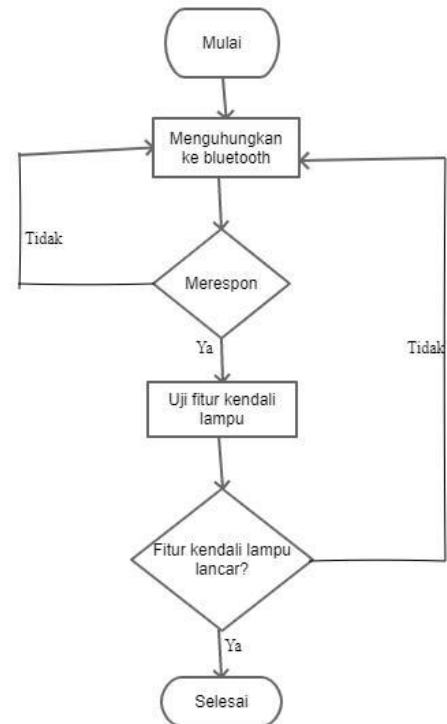 Mulai
Menguhungkan
ke bluetooth
Tidak
Merespon
Ya
Tidak
Uji fitur kendali
lampu
Fitur kendali lampu
lancar?
Ya
Selesai